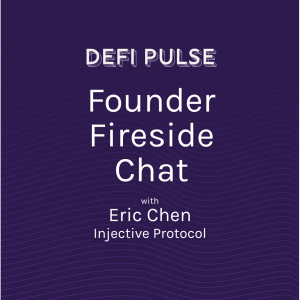 DEFI PULSE
Founder
Fireside
Chat
with
Eric Chen
Injective Protocol